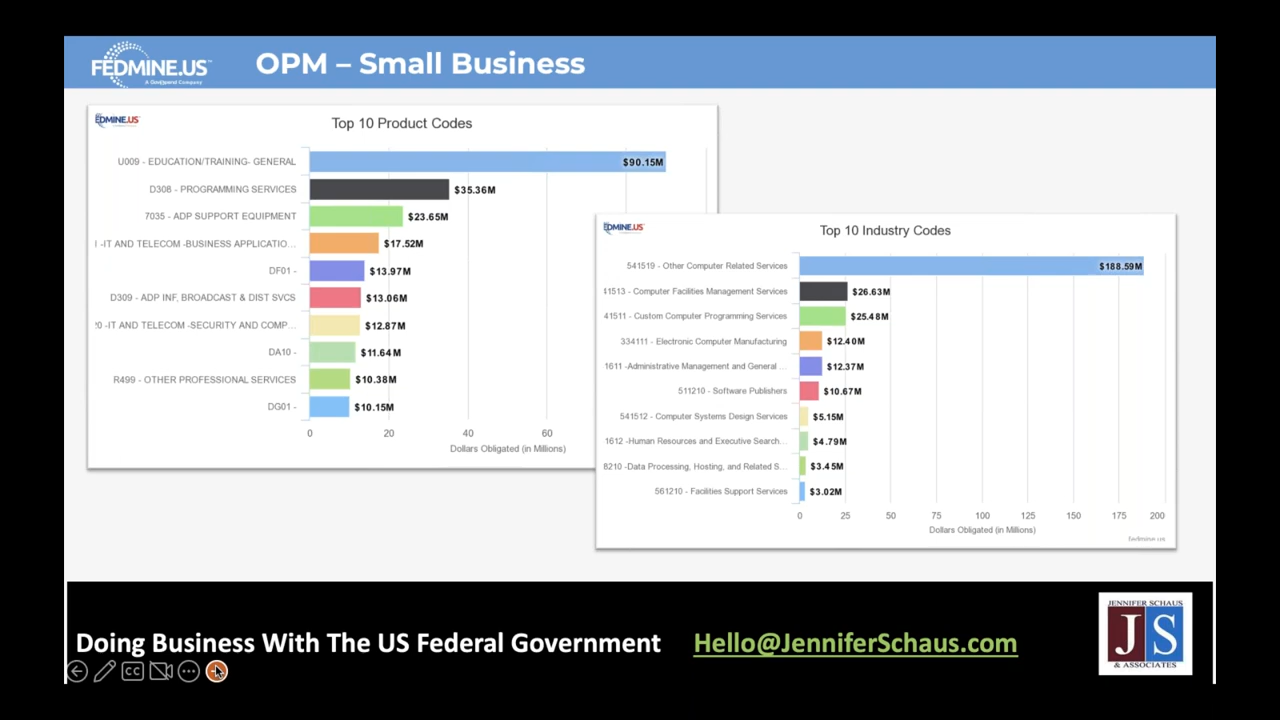 FEDMINE.US™
A GovSpend Company
OPM – Small Business
FEDMINE.US
Top 10 Product Codes
U009 - EDUCATION/TRAINING- GENERAL
$90.15M
D308 - PROGRAMMING SERVICES
$35.36M
7035 - ADP SUPPORT EQUIPMENT
$23.65M
-IT AND TELECOM -BUSINESS APPLICATIO...
$17.52M
DF01 -
$13.97M
D309 - ADP INF, BROADCAST & DIST SVCS
$13.06M
0 -IT AND TELECOM -SECURITY AND COMP...
$12.87M
DA10 -
$11.64M
R499 - OTHER PROFESSIONAL SERVICES
$10.38M
DG01 -
$10.15M
0 20 40 60
Dollars Obligated (in Millions)
FEDMINE.US
Top 10 Industry Codes
541519 - Other Computer Related Services
$188.59M
41513 - Computer Facilities Management Services
$26.63M
41511 - Custom Computer Programming Services
$25.48M
334111 - Electronic Computer Manufacturing
$12.40M
1611 -Administrative Management and General ...
$12.37M
511210 - Software Publishers
$10.67M
541512 - Computer Systems Design Services
$5.15M
1612 -Human Resources and Executive Search...
$4.79M
8210 -Data Processing, Hosting, and Related S...
$3.45M
561210 - Facilities Support Services
$3.02M
0 25 50 75 100 125 150 175 200
Dollars Obligated (in Millions)
fedmine.us
Doing Business With The US Federal Government
Hello@JenniferSchaus.com
JENNIFER SCHAUS
JS
& ASSOCIATES
CC